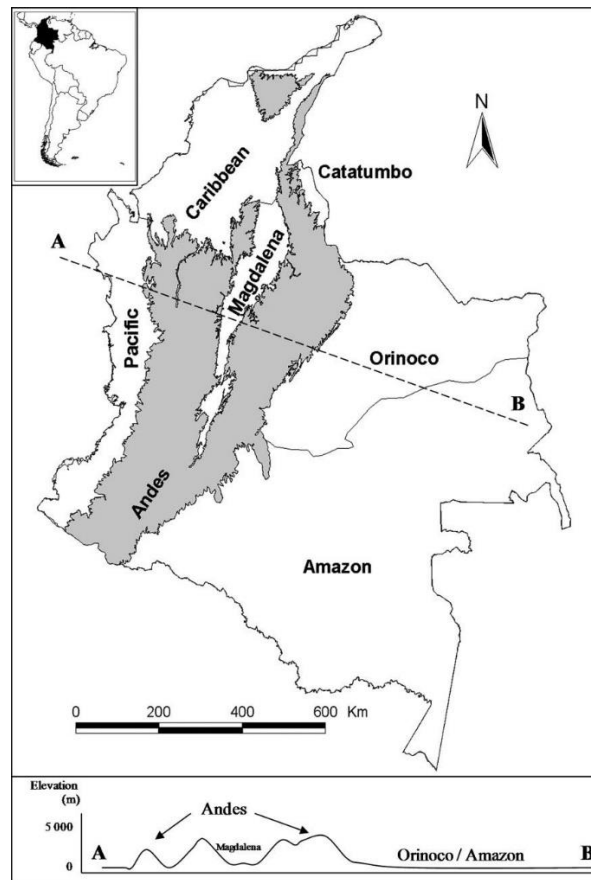 N
Caribbean
Catatumbo
A
Magdalena
Pacific
Orinoco
B
Andes
Amazon
0 200 400 600 Km
Elevation
(m)
Andes
5 000
A
Magdalena
Orinoco / Amazon
B
0